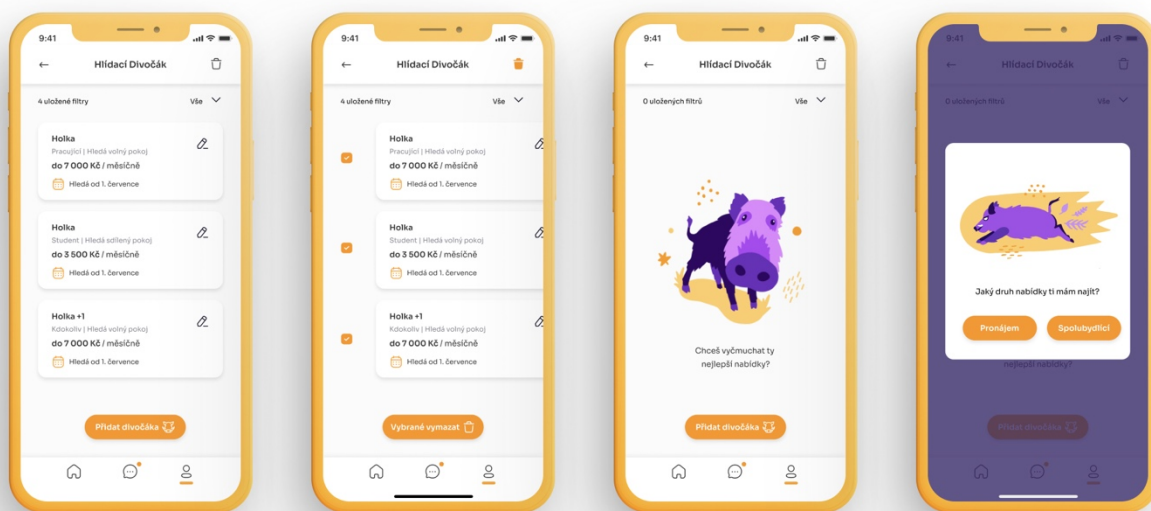 9:41
Hlídací Divočák
4 uložené filtry
Vše
Holka
Pracující | Hledá volný pokoj
do 7 000 Kč / měsíčně
Hledá od 1. července
Holka
Student | Hledá sdílený pokoj
do 3 500 Kč / měsíčně
Hledá od 1. července
Holka +1
Kdokoliv | Hledá volný pokoj
do 7 000 Kč / měsíčně
Hledá od 1. července
Přidat divočáka
9:41
Hlídací Divočák
4 uložené filtry
Vše
Holka
Pracující | Hledá volný pokoj
do 7 000 Kč / měsíčně
Hledá od 1. července
Holka
Student | Hledá volný pokoj
do 3 500 Kč / měsíčně
Hledá od 1. července
Holka +1
Kdokoliv | Hledá volný pokoj
do 7 000 Kč / měsíčně
Hledá od 1. července
Vybrané vymazat
9:41
Hlídací Divočák
0 uložených filtrů
Vše
Chceš vyčmuchat ty
nejlepší nabídky?
Přidat divočáka
9:41
Hlídací Divočák
0 uložených filtrů
Vše
Jaký druh nabídky ti mám najít?
Pronájem
Spolubydlící
nejlepší nabídky?
Přidat divočáka